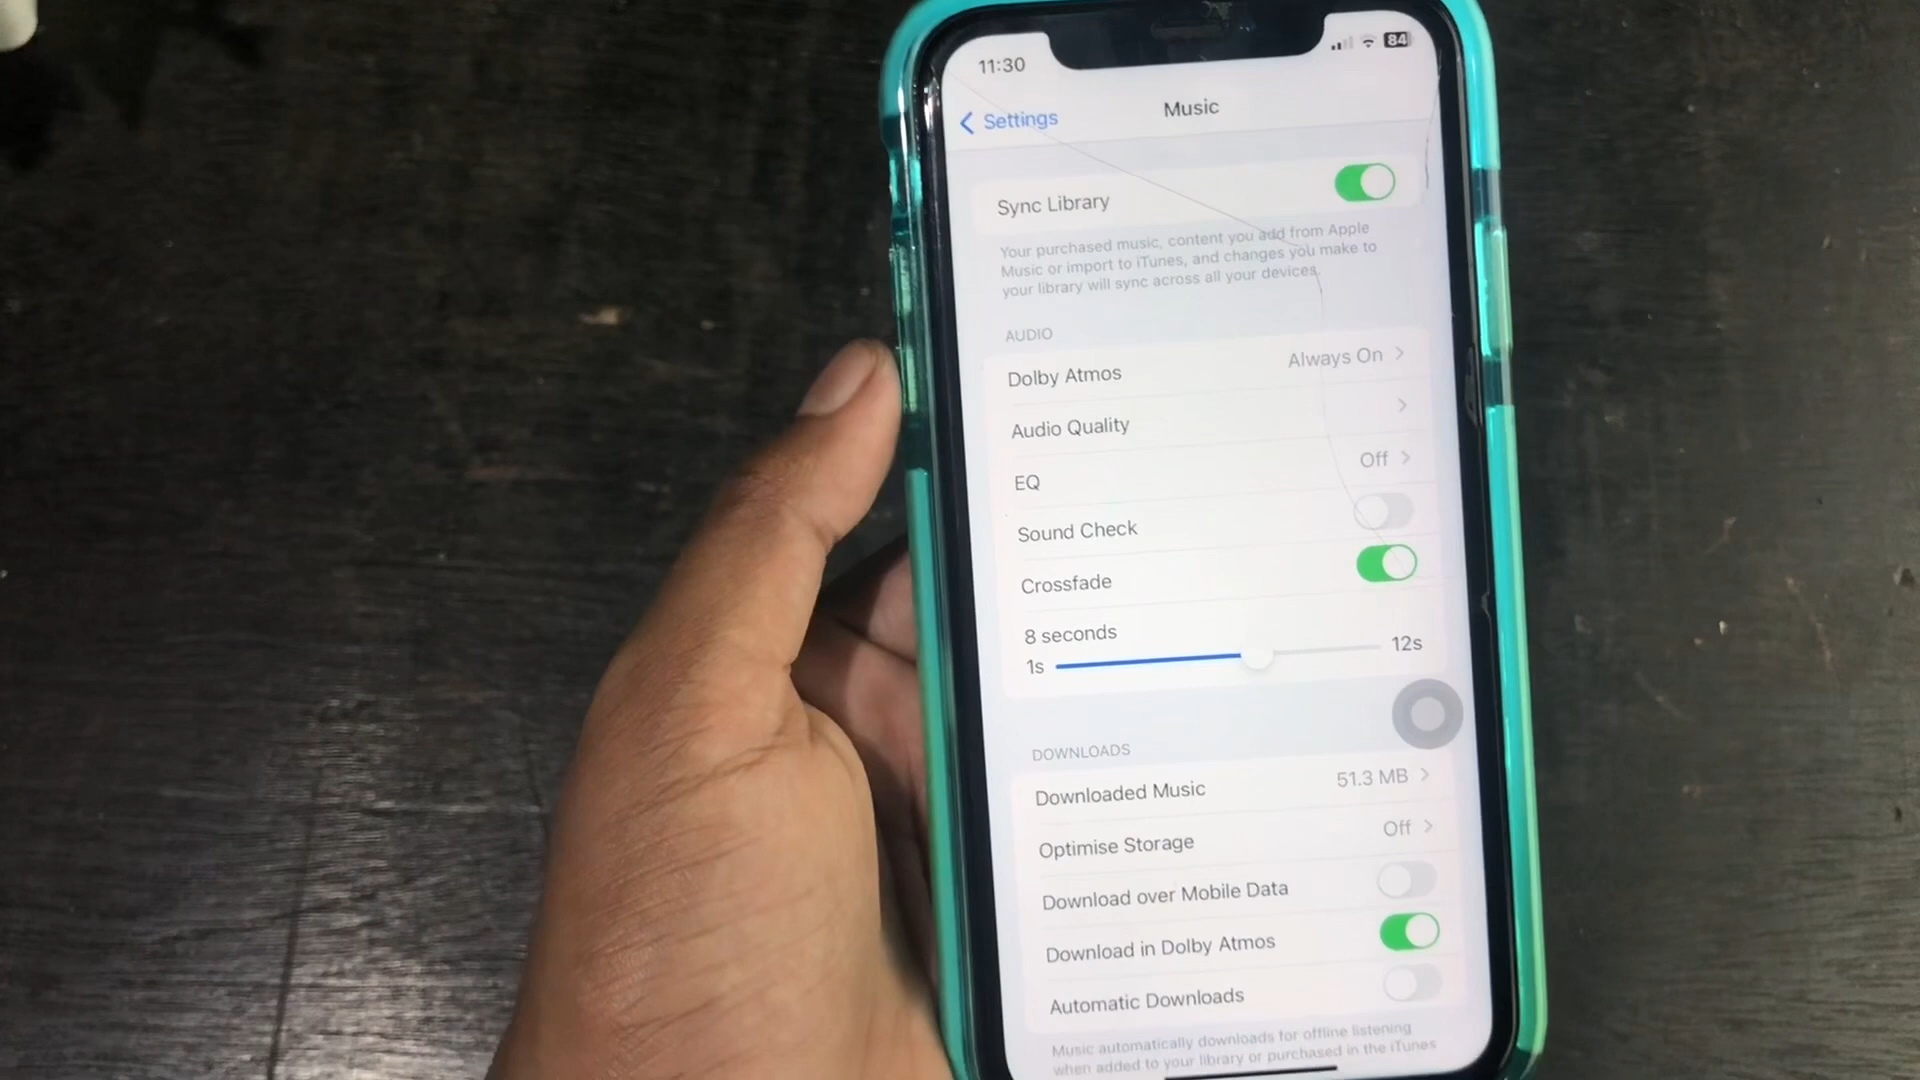 11:30
84
Settings
Music
Sync Library
Your purchased music, content you add from Apple
Music or import to iTunes, and changes you make to
your library will sync across all your devices.
AUDIO
Dolby Atmos Always On
Audio Quality
EQ Off
Sound Check
Crossfade
8 seconds
1s 12s
DOWNLOADS
Downloaded Music 51.3 MB
Optimise Storage Off
Download over Mobile Data
Download in Dolby Atmos
Automatic Downloads
Music automatically downloads for offline listening
when added to your library or purchased in the iTunes